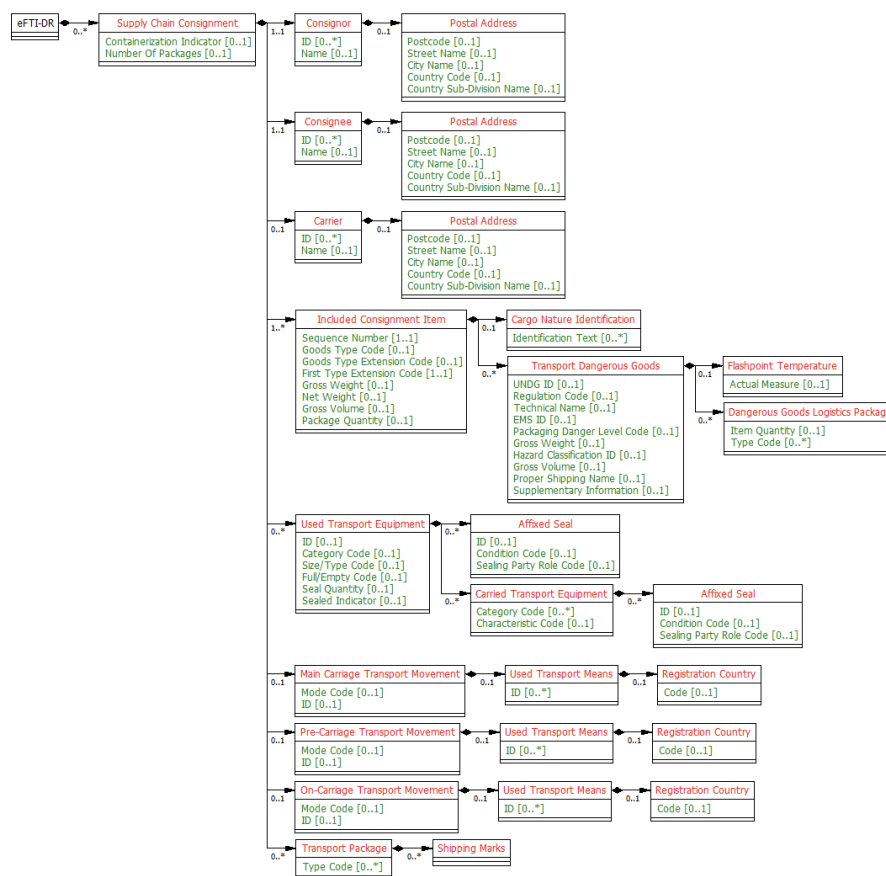 eFTI-DR
0..*
Supply Chain Consignment
Containerization Indicator [0..1]
Number Of Packages [0..1]
1..1
Consignor
ID [0..*]
Name [0..1]
0..1
Postal Address
Postcode [0..1]
Street Name [0..1]
City Name [0..1]
Country Code [0..1]
Country Sub-Division Name [0..1]
1..1
Consignee
ID [0..*]
Name [0..1]
0..1
Postal Address
Postcode [0..1]
Street Name [0..1]
City Name [0..1]
Country Code [0..1]
Country Sub-Division Name [0..1]
0..1
Carrier
ID [0..*]
Name [0..1]
0..1
Postal Address
Postcode [0..1]
Street Name [0..1]
City Name [0..1]
Country Code [0..1]
Country Sub-Division Name [0..1]
1..*
Included Consignment Item
Sequence Number [1..1]
Goods Type Code [0..1]
Goods Type Extension Code [0..1]
First Type Extension Code [1..1]
Gross Weight [0..1]
Net Weight [0..1]
Gross Volume [0..1]
Package Quantity [0..1]
0..1
Cargo Nature Identification
Identification Text [0..*]
0..*
Transport Dangerous Goods
UNDG ID [0..1]
Regulation Code [0..1]
Technical Name [0..1]
EMS ID [0..1]
Packaging Danger Level Code [0..1]
Gross Weight [0..1]
Hazard Classification ID [0..1]
Gross Volume [0..1]
Proper Shipping Name [0..1]
Supplementary Information [0..1]
0..1
Flashpoint Temperature
Actual Measure [0..1]
0..*
Dangerous Goods Logistics Package
Item Quantity [0..1]
Type Code [0..*]
0..*
Used Transport Equipment
ID [0..1]
Category Code [0..1]
Size/Type Code [0..1]
Full/Empty Code [0..1]
Seal Quantity [0..1]
Sealed Indicator [0..1]
0..*
Affixed Seal
ID [0..1]
Condition Code [0..1]
Sealing Party Role Code [0..1]
0..*
Carried Transport Equipment
Category Code [0..*]
Characteristic Code [0..1]
0..*
Affixed Seal
ID [0..1]
Condition Code [0..1]
Sealing Party Role Code [0..1]
0..1
Main Carriage Transport Movement
Mode Code [0..1]
ID [0..1]
0..1
Used Transport Means
ID [0..*]
0..1
Registration Country
Code [0..1]
0..1
Pre-Carriage Transport Movement
Mode Code [0..1]
ID [0..1]
0..1
Used Transport Means
ID [0..*]
0..1
Registration Country
Code [0..1]
0..1
On-Carriage Transport Movement
Mode Code [0..1]
ID [0..1]
0..1
Used Transport Means
ID [0..*]
0..1
Registration Country
Code [0..1]
0..*
Transport Package
Type Code [0..*]
0..*
Shipping Marks